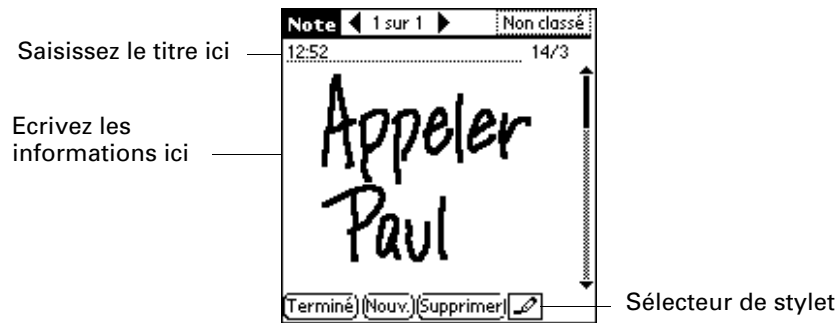 Note 1 sur 1 Non classé
Saisissez le titre ici 12:52 14/3
Appeler
Ecrivez les
informations ici
Paul
Terminé Nouv. Supprimer Sélecteur de stylet